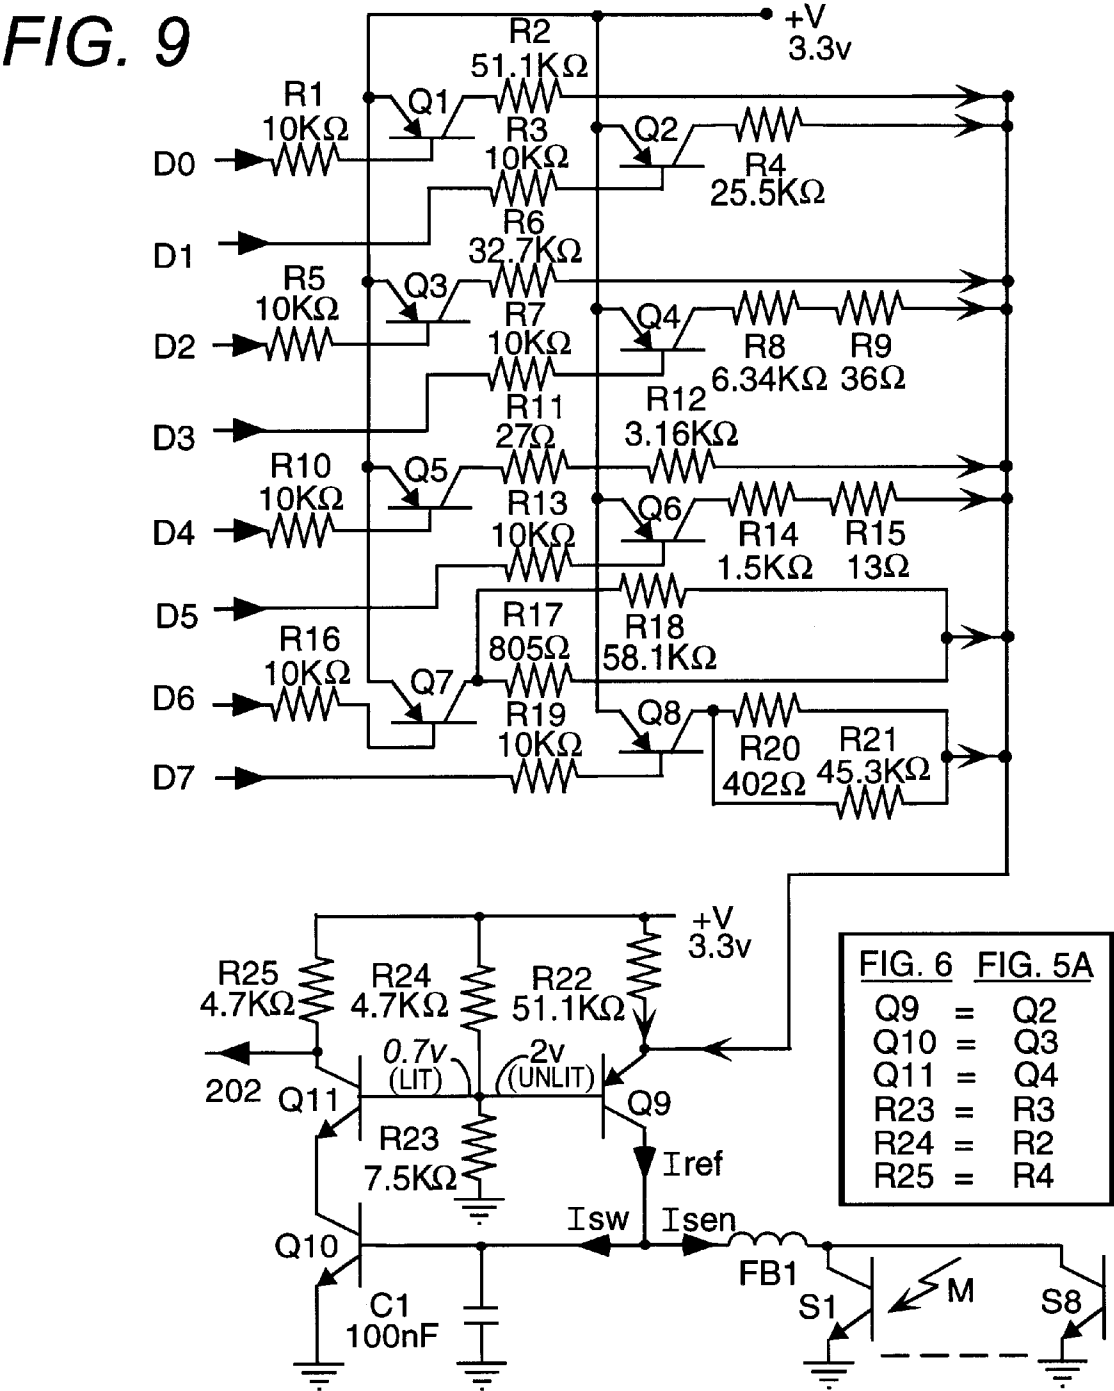 FIG. 9
+V
3.3v
R2
51.1KΩ
R1
10KΩ
Q1
R3
10KΩ
Q2
D0
R4
25.5KΩ
D1
R6
32.7KΩ
R5
10KΩ
Q3
R7
10KΩ
Q4
D2
R8
6.34KΩ
R9
36Ω
R11
27Ω
R12
3.16KΩ
D3
R10
10KΩ
Q5
R13
10KΩ
Q6
D4
R14
1.5KΩ
R15
13Ω
D5
R17
805Ω
R18
58.1KΩ
R16
10KΩ
Q7
D6
R19
10KΩ
Q8
R20
402Ω
R21
45.3KΩ
D7
+V
3.3v
R25
4.7KΩ
R24
4.7KΩ
R22
51.1KΩ
0.7v
(LIT)
2v
(UNLIT)
202
Q11
Q9
R23
7.5KΩ
Iref
Isw
Isen
Q10
FB1
C1
100nF
S1
M
S8
FIG. 6 FIG. 5A
Q9 = Q2
Q10 = Q3
Q11 = Q4
R23 = R3
R24 = R2
R25 = R4